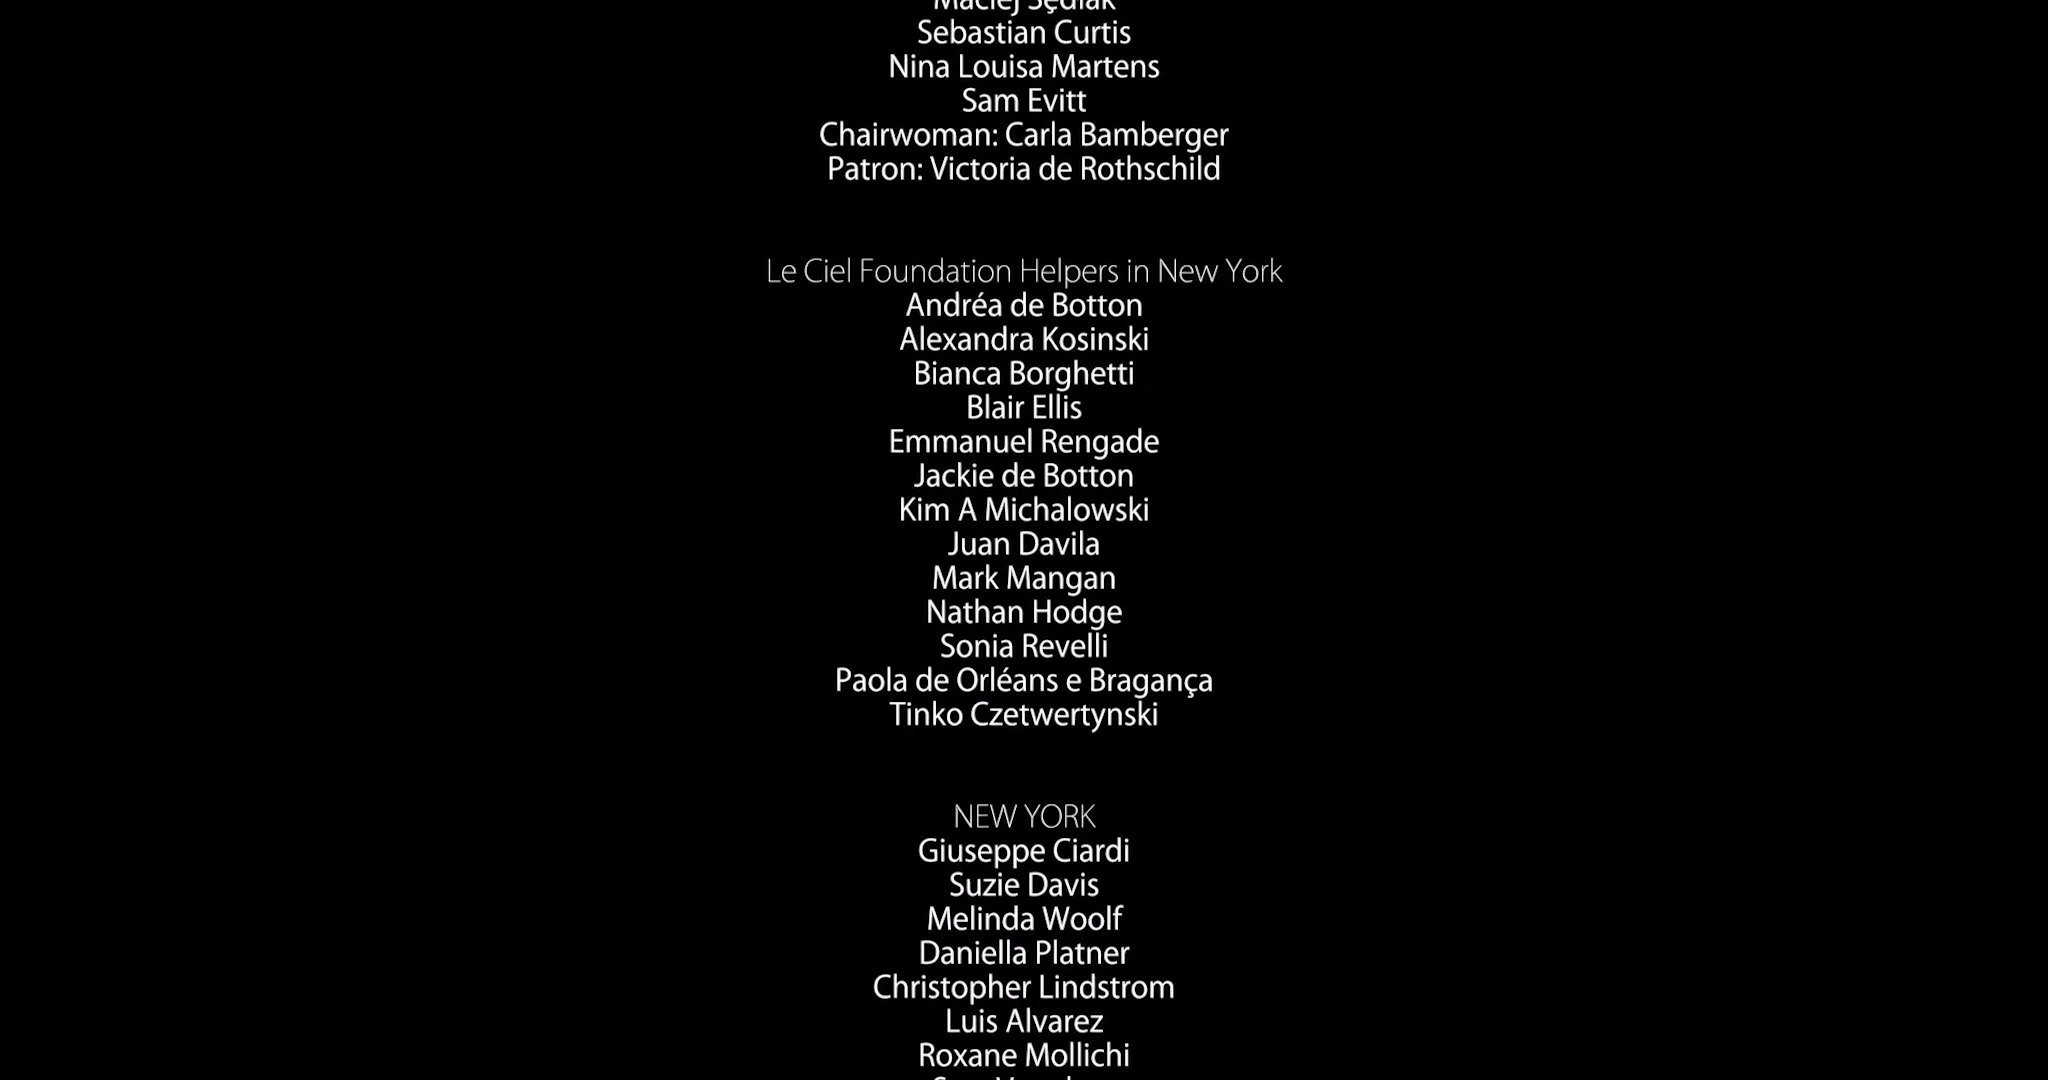 Maciej Sędlak
Sebastian Curtis
Nina Louisa Martens
Sam Evitt
Chairwoman: Carla Bamberger
Patron: Victoria de Rothschild
Le Ciel Foundation Helpers in New York
Andréa de Botton
Alexandra Kosinski
Bianca Borghetti
Blair Ellis
Emmanuel Rengade
Jackie de Botton
Kim A Michalowski
Juan Davila
Mark Mangan
Nathan Hodge
Sonia Revelli
Paola de Orléans e Bragança
Tinko Czetwertynski
NEW YORK
Giuseppe Ciardi
Suzie Davis
Melinda Woolf
Daniella Platner
Christopher Lindstrom
Luis Alvarez
Roxane Mollichi